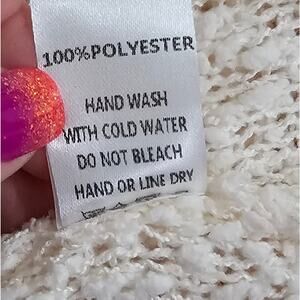 100%POLYESTER
HAND WASH
WITH COLD WATER
DO NOT BLEACH
HAND OR LINE DRY